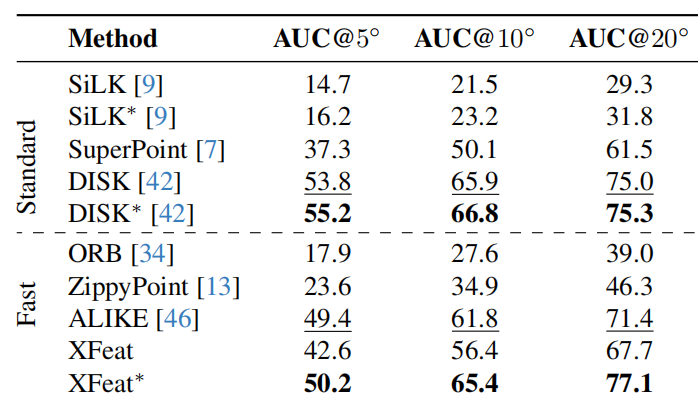 Method AUC@5° AUC@10° AUC@20°
Standard
SiLK [9] 14.7 21.5 29.3
SiLK* [9] 16.2 23.2 31.8
SuperPoint [7] 37.3 50.1 61.5
DISK [42] 53.8 65.9 75.0
DISK* [42] 55.2 66.8 75.3
Fast
ORB [34] 17.9 27.6 39.0
ZippyPoint [13] 23.6 34.9 46.3
ALIKE [46] 49.4 61.8 71.4
XFeat 42.6 56.4 67.7
XFeat* 50.2 65.4 77.1